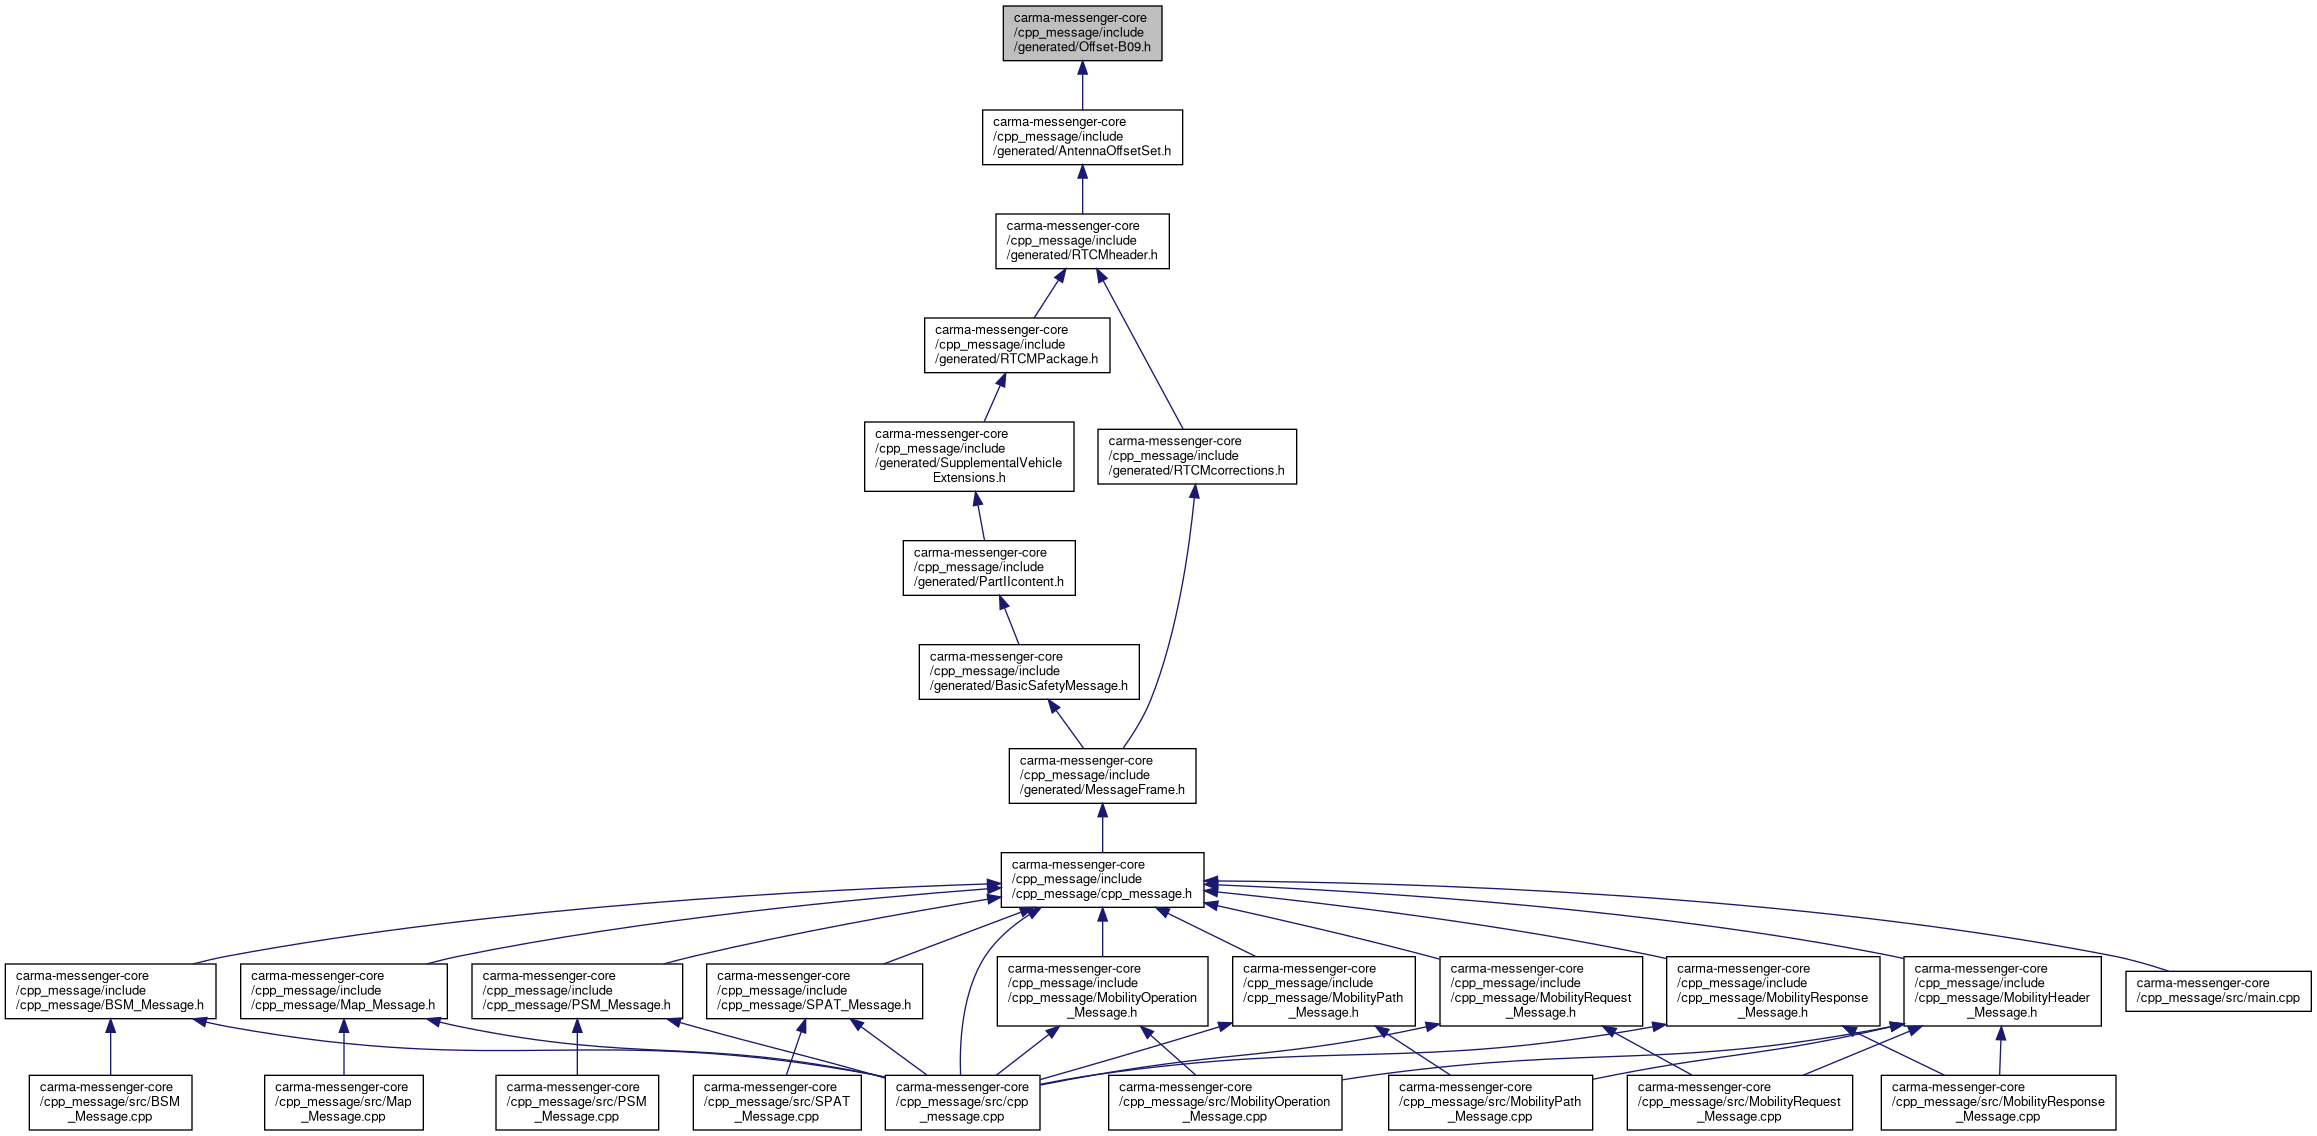 carma-messenger-core
/cpp_message/include
/generated/Offset-B09.h
carma-messenger-core
/cpp_message/include
/generated/AntennaOffsetSet.h
carma-messenger-core
/cpp_message/include
/generated/RTCMheader.h
carma-messenger-core
/cpp_message/include
/generated/RTCMPackage.h
carma-messenger-core
/cpp_message/include
/generated/SupplementalVehicle
Extensions.h
carma-messenger-core
/cpp_message/include
/generated/RTCMcorrections.h
carma-messenger-core
/cpp_message/include
/generated/PartIIcontent.h
carma-messenger-core
/cpp_message/include
/generated/BasicSafetyMessage.h
carma-messenger-core
/cpp_message/include
/generated/MessageFrame.h
carma-messenger-core
/cpp_message/include
/cpp_message/cpp_message.h
carma-messenger-core
/cpp_message/include
/cpp_message/BSM_Message.h
carma-messenger-core
/cpp_message/include
/cpp_message/Map_Message.h
carma-messenger-core
/cpp_message/include
/cpp_message/PSM_Message.h
carma-messenger-core
/cpp_message/include
/cpp_message/SPAT_Message.h
carma-messenger-core
/cpp_message/include
/cpp_message/MobilityOperation
_Message.h
carma-messenger-core
/cpp_message/include
/cpp_message/MobilityPath
_Message.h
carma-messenger-core
/cpp_message/include
/cpp_message/MobilityRequest
_Message.h
carma-messenger-core
/cpp_message/include
/cpp_message/MobilityResponse
_Message.h
carma-messenger-core
/cpp_message/include
/cpp_message/MobilityHeader
_Message.h
carma-messenger-core
/cpp_message/src/main.cpp
carma-messenger-core
/cpp_message/src/BSM
_Message.cpp
carma-messenger-core
/cpp_message/src/Map
_Message.cpp
carma-messenger-core
/cpp_message/src/PSM
_Message.cpp
carma-messenger-core
/cpp_message/src/SPAT
_Message.cpp
carma-messenger-core
/cpp_message/src/cpp
_message.cpp
carma-messenger-core
/cpp_message/src/MobilityOperation
_Message.cpp
carma-messenger-core
/cpp_message/src/MobilityPath
_Message.cpp
carma-messenger-core
/cpp_message/src/MobilityRequest
_Message.cpp
carma-messenger-core
/cpp_message/src/MobilityResponse
_Message.cpp